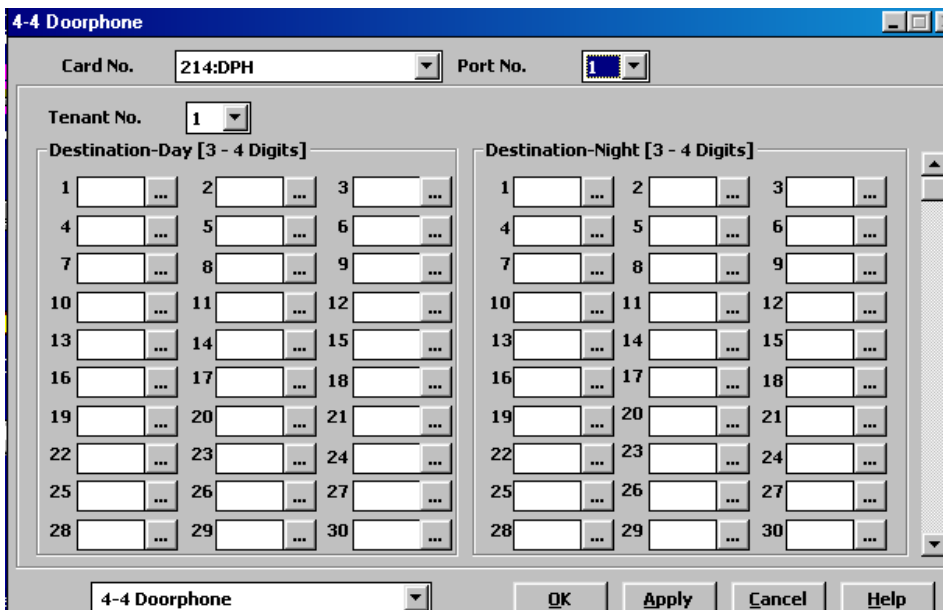 4-4 Doorphone
Card No. 214:DPH Port No. 1
Tenant No. 1
Destination-Day [3 - 4 Digits] Destination-Night [3 - 4 Digits]
1 ... 2 ... 3 ... 1 ... 2 ... 3 ...
4 ... 5 ... 6 ... 4 ... 5 ... 6 ...
7 ... 8 ... 9 ... 7 ... 8 ... 9 ...
10 ... 11 ... 12 ... 10 ... 11 ... 12 ...
13 ... 14 ... 15 ... 13 ... 14 ... 15 ...
16 ... 17 ... 18 ... 16 ... 17 ... 18 ...
19 ... 20 ... 21 ... 19 ... 20 ... 21 ...
22 ... 23 ... 24 ... 22 ... 23 ... 24 ...
25 ... 26 ... 27 ... 25 ... 26 ... 27 ...
28 ... 29 ... 30 ... 28 ... 29 ... 30 ...
4-4 Doorphone OK Apply Cancel Help